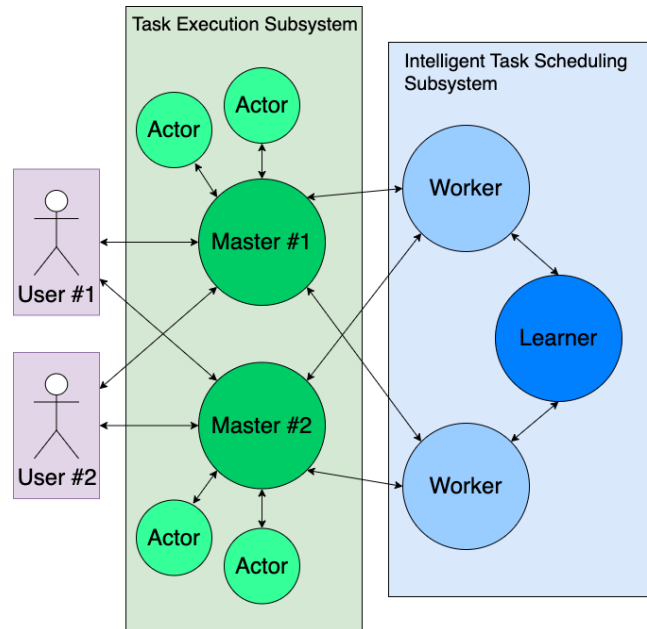 Task Execution Subsystem
Intelligent Task Scheduling
Subsystem
Actor
Actor
Worker
Master #1
User #1
Learner
Master #2
User #2
Worker
Actor
Actor